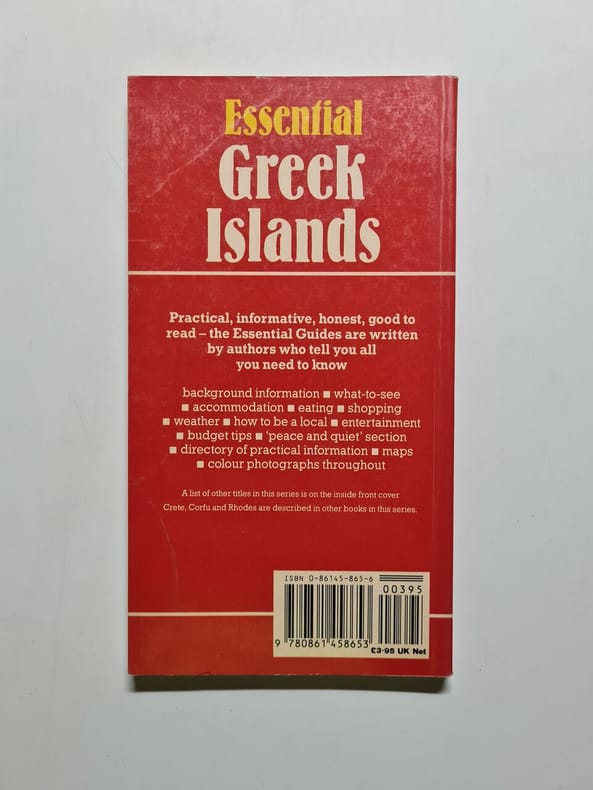 Essential
Greek
Islands
Practical, informative, honest, good to
read – the Essential Guides are written
by authors who tell you all
you need to know
background information ■ what-to-see
■ accommodation ■ eating ■ shopping
■ weather ■ how to be a local ■ entertainment
■ budget tips ■ 'peace and quiet' section
■ directory of practical information ■ maps
■ colour photographs throughout
A list of other titles in this series is on the inside front cover
Crete, Corfu and Rhodes are described in other books in this series.
ISBN 0-86145-865-6
00395
9 780861 458653
£3·95 UK Net